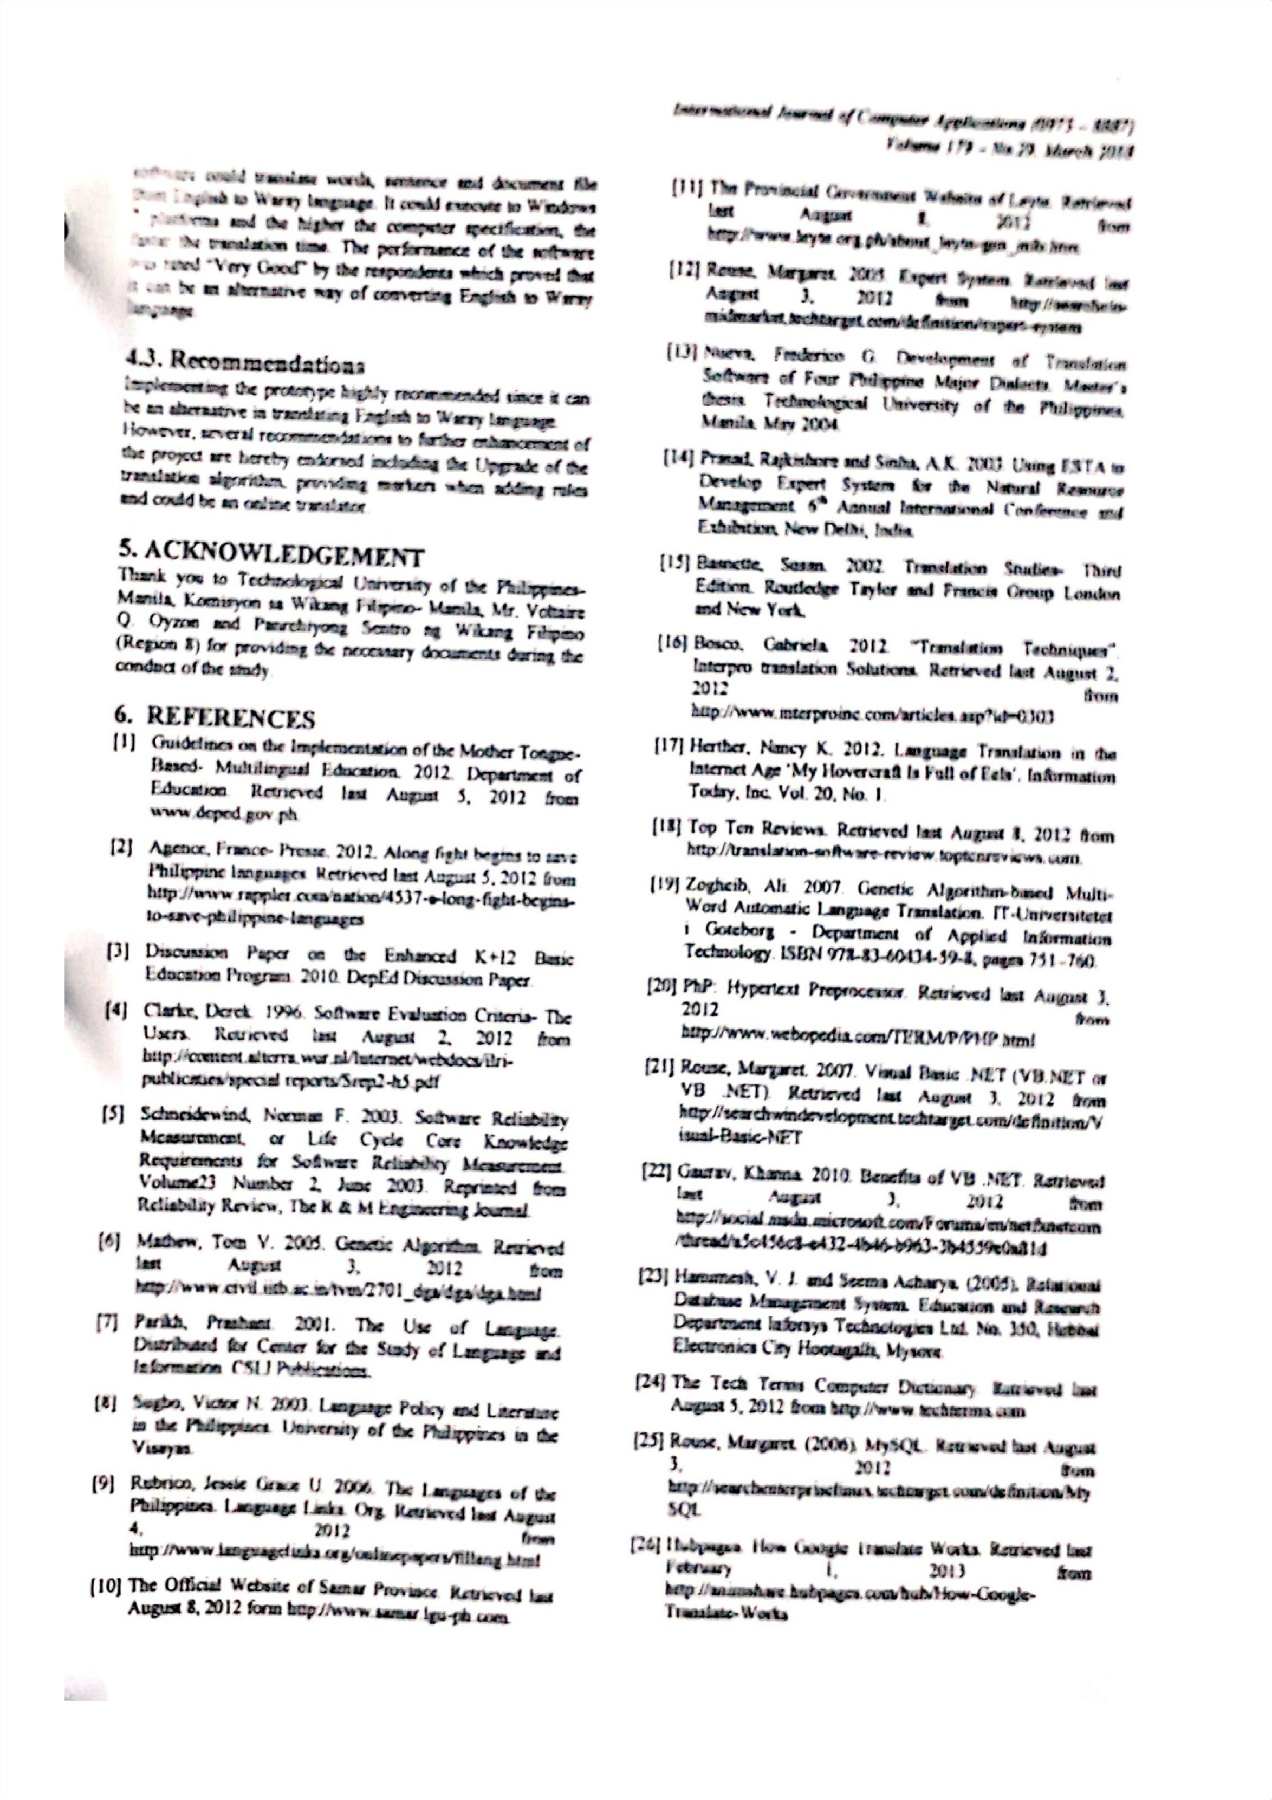 International Journal of Computer Applications (0975 – 8887)
Volume 179 – No.29, March 2018
software could translate words, sentence and document file
from English to Waray language. It could execute to Windows
platforms and the higher the computer specification, the
faster the translation time. The performance of the software
was rated "Very Good" by the respondents which proved that
it can be an alternative way of converting English to Waray
language.
4.3. Recommendations
Implementing the prototype highly recommended since it can
be an alternative in translating English to Waray language.
However, several recommendations to further enhancement of
the project are hereby endorsed including the Upgrade of the
translation algorithm, providing markers when adding rules
and could be an online translator.
5. ACKNOWLEDGEMENT
Thank you to Technological University of the Philippines-
Manila, Komisyon sa Wikang Filipino- Manila, Mr. Voltaire
Q. Oyzon and Panrehiyong Sentro ng Wikang Filipino
(Region 8) for providing the necessary documents during the
conduct of the study.
6. REFERENCES
[1] Guidelines on the Implementation of the Mother Tongue-
Based- Multilingual Education. 2012. Department of
Education. Retrieved last August 5, 2012 from
www.deped.gov.ph.
[2] Agence, France- Presse. 2012. Along fight begins to save
Philippine languages. Retrieved last August 5, 2012 from
http://www.rappler.com/nation/4537-a-long-fight-begins-
to-save-philippine-languages
[3] Discussion Paper on the Enhanced K+12 Basic
Education Program. 2010. DepEd Discussion Paper.
[4] Clarke, Derek. 1996. Software Evaluation Criteria- The
Users. Retrieved last August 2, 2012 from
http://content.alterra.wur.nl/Internet/webdocs/ilri-
publicaties/special reports/Srep2-h5.pdf
[5] Schneidewind, Norman F. 2003. Software Reliability
Measurement, or Life Cycle Core Knowledge
Requirements for Software Reliability Measurement.
Volume23 Number 2, June 2003. Reprinted from
Reliability Review, The R & M Engineering Journal.
[6] Mathew, Tom V. 2005. Genetic Algorithm. Retrieved
last August 3, 2012 from
http://www.civil.iitb.ac.in/tvm/2701_dga/dga/dga.html
[7] Parikh, Prashant. 2001. The Use of Language.
Distributed for Center for the Study of Language and
Information. CSLI Publications.
[8] Sugbo, Victor N. 2003. Language Policy and Literature
in the Philippines. University of the Philippines in the
Visayas.
[9] Rubrico, Jessie Grace U. 2006. The Languages of the
Philippines. Language Links. Org. Retrieved last August
4, 2012 from
http://www.languagelinks.org/onlinepapers/fillang.html
[10] The Official Website of Samar Province. Retrieved last
August 8, 2012 form http://www.samar.lgu-ph.com.
[11] The Provincial Government Website of Leyte. Retrieved
last August 8, 2012 from
http://www.leyte.org.ph/about_leyte-gen_info.htm.
[12] Rouse, Margaret. 2005. Expert System. Retrieved last
August 3, 2012 from http://searchcio-
midmarket.techtarget.com/definition/expert-system
[13] Nueva, Frederico G. Development of Translation
Software of Four Philippine Major Dialects. Master's
thesis. Technological University of the Philippines,
Manila. May 2004.
[14] Prasad, Rajkishore and Sinha, A.K. 2003. Using ESTA to
Develop Expert System for the Natural Resource
Management. 6th Annual International Conference and
Exhibition, New Delhi, India.
[15] Basnette, Susan. 2002. Translation Studies- Third
Edition. Routledge Taylor and Francis Group London
and New York.
[16] Bosco, Gabriela. 2012. "Translation Techniques".
Interpro translation Solutions. Retrieved last August 2,
2012 from
http://www.interproinc.com/articles.asp?id=0303
[17] Herther, Nancy K. 2012. Language Translation in the
Internet Age 'My Hovercraft Is Full of Eels', Information
Today, Inc. Vol. 20, No. 1.
[18] Top Ten Reviews. Retrieved last August 8, 2012 from
http://translation-software-review.toptenreviews.com.
[19] Zogheib, Ali. 2007. Genetic Algorithm-based Multi-
Word Automatic Language Translation. IT-Universitetet
i Goteborg - Department of Applied Information
Technology. ISBN 978-83-60434-59-8, pages 751–760.
[20] PhP: Hypertext Preprocessor. Retrieved last August 3,
2012 from
http://www.webopedia.com/TERM/P/PHP.html
[21] Rouse, Margaret. 2007. Visual Basic .NET (VB.NET or
VB .NET). Retrieved last August 3, 2012 from
http://searchwindevelopment.techtarget.com/definition/V
isual-Basic-NET
[22] Gaurav, Khanna. 2010. Benefits of VB .NET. Retrieved
last August 3, 2012 from
http://social.msdn.microsoft.com/Forums/en/netfxnetcom
/thread/a5c456c8-e432-4b46-b963-3b4559e0a81d
[23] Harumesh, V. J. and Seema Acharya. (2005). Relational
Database Management System. Education and Research
Department Inforsys Technologies Ltd. No. 350, Hebbal
Electronics City Hootagalli, Mysore.
[24] The Tech Terms Computer Dictionary. Retrieved last
August 5, 2012 from http://www.techterms.com
[25] Rouse, Margaret. (2006). MySQL. Retrieved last August
3, 2012 from
http://searchenterpriselinux.techtarget.com/definition/My
SQL
[26] Hubpages. How Google Translate Works. Retrieved last
February 1, 2013 from
http://animshare.hubpages.com/hub/How-Google-
Translate-Works